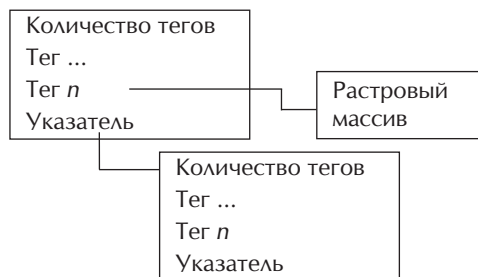 Количество тегов
Тег ...
Тег n
Указатель
Растровый
массив
Количество тегов
Тег ...
Тег n
Указатель